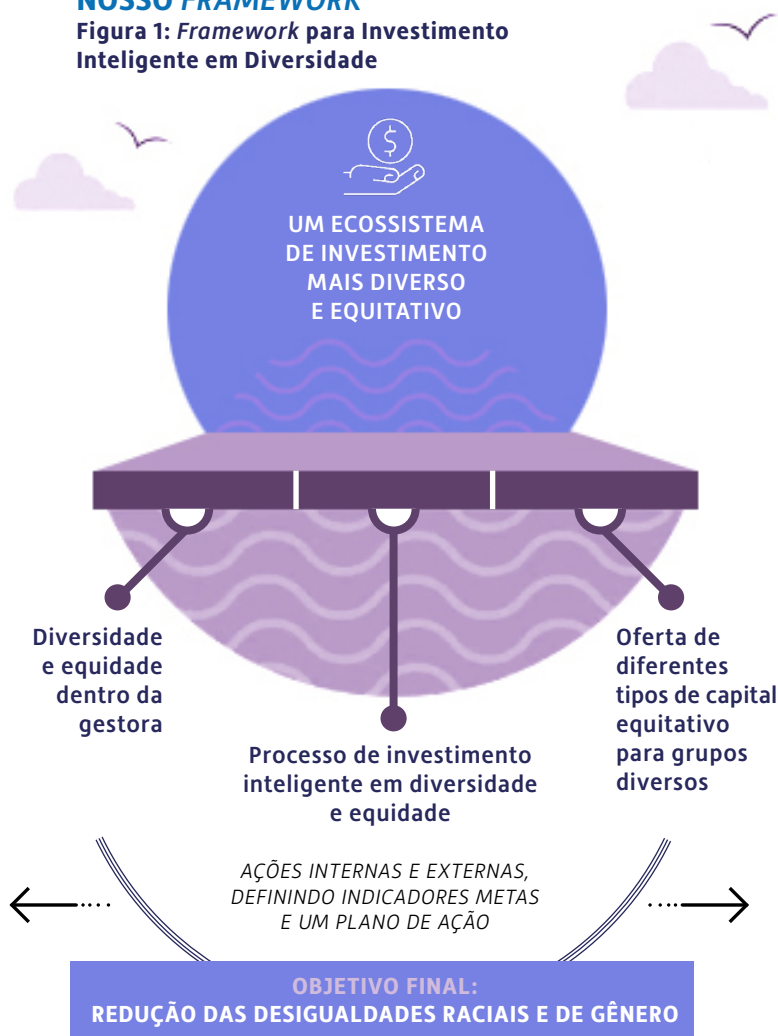 NOSSO FRAMEWORK
Figura 1: Framework para Investimento
Inteligente em Diversidade
$
UM ECOSSISTEMA
DE INVESTIMENTO
MAIS DIVERSO
E EQUITATIVO
Diversidade
e equidade
dentro da
gestora
Processo de investimento
inteligente em diversidade
e equidade
Oferta de
diferentes
tipos de capital
equitativo
para grupos
diversos
AÇÕES INTERNAS E EXTERNAS,
DEFININDO INDICADORES METAS
E UM PLANO DE AÇÃO
OBJETIVO FINAL:
REDUÇÃO DAS DESIGUALDADES RACIAIS E DE GÊNERO